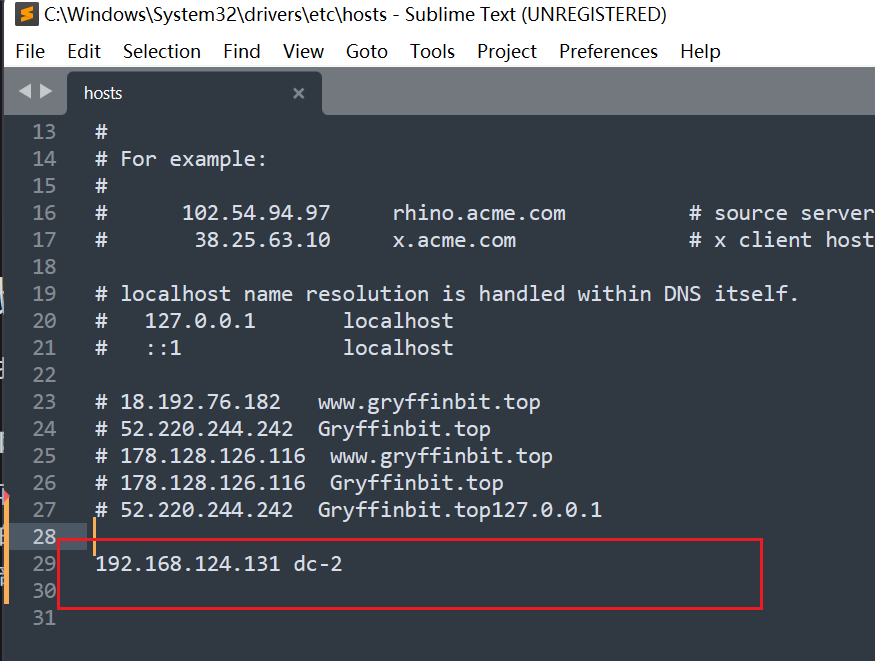 C:\Windows\System32\drivers\etc\hosts - Sublime Text (UNREGISTERED)
File Edit Selection Find View Goto Tools Project Preferences Help
hosts
13 #
14 # For example:
15 #
16 # 102.54.94.97 rhino.acme.com # source server
17 # 38.25.63.10 x.acme.com # x client host
18
19 # localhost name resolution is handled within DNS itself.
20 # 127.0.0.1 localhost
21 # ::1 localhost
22
23 # 18.192.76.182 www.gryffinbit.top
24 # 52.220.244.242 Gryffinbit.top
25 # 178.128.126.116 www.gryffinbit.top
26 # 178.128.126.116 Gryffinbit.top
27 # 52.220.244.242 Gryffinbit.top127.0.0.1
28
29 192.168.124.131 dc-2
30
31